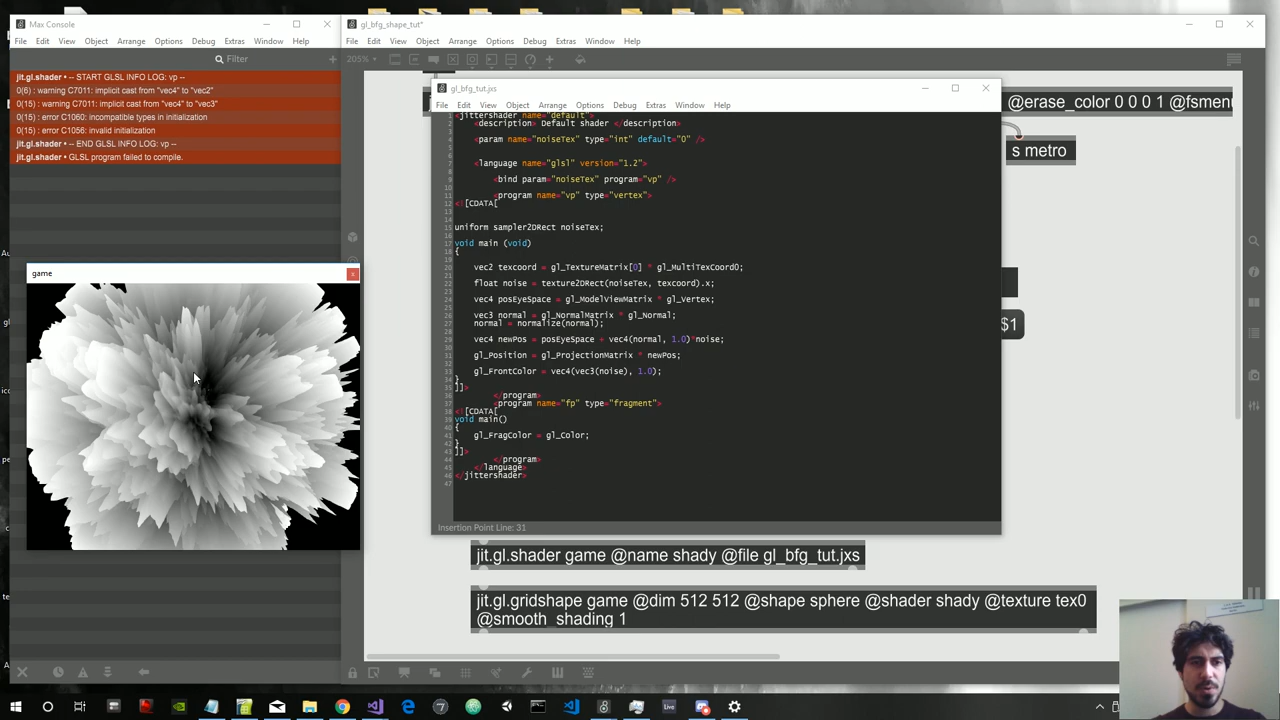 Max Console
File Edit View Object Arrange Options Debug Extras Window Help
Filter
jit.gl.shader • -- START GLSL INFO LOG: vp --
0(6) : warning C7011: implicit cast from "vec4" to "vec2"
0(15) : warning C7011: implicit cast from "vec4" to "vec3"
0(15) : error C1060: incompatible types in initialization
0(15) : error C1056: invalid initialization
jit.gl.shader • -- END GLSL INFO LOG: vp --
jit.gl.shader • GLSL program failed to compile.
game
gl_bfg_shape_tut*
File Edit View Object Arrange Options Debug Extras Window Help
205%
@erase_color 0 0 0 1 @fsmenu
s metro
$1
gl_bfg_tut.jxs
File Edit View Object Arrange Options Debug Extras Window Help
<jittershader name="default">
<description> Default shader </description>
<param name="noiseTex" type="int" default="0" />
<language name="glsl" version="1.2">
<bind param="noiseTex" program="vp" />
<program name="vp" type="vertex">
<![CDATA[
uniform sampler2DRect noiseTex;
void main (void)
{
vec2 texcoord = gl_TextureMatrix[0] * gl_MultiTexCoord0;
float noise = texture2DRect(noiseTex, texcoord).x;
vec4 posEyeSpace = gl_ModelViewMatrix * gl_Vertex;
vec3 normal = gl_NormalMatrix * gl_Normal;
normal = normalize(normal);
vec4 newPos = posEyeSpace + vec4(normal, 1.0)*noise;
gl_Position = gl_ProjectionMatrix * newPos;
gl_FrontColor = vec4(vec3(noise), 1.0);
}
]]>
</program>
<program name="fp" type="fragment">
<![CDATA[
void main()
{
gl_FragColor = gl_Color;
}
]]>
</program>
</language>
</jittershader>
Insertion Point Line: 31
jit.gl.shader game @name shady @file gl_bfg_tut.jxs
jit.gl.gridshape game @dim 512 512 @shape sphere @shader shady @texture tex0
@smooth_shading 1
Live